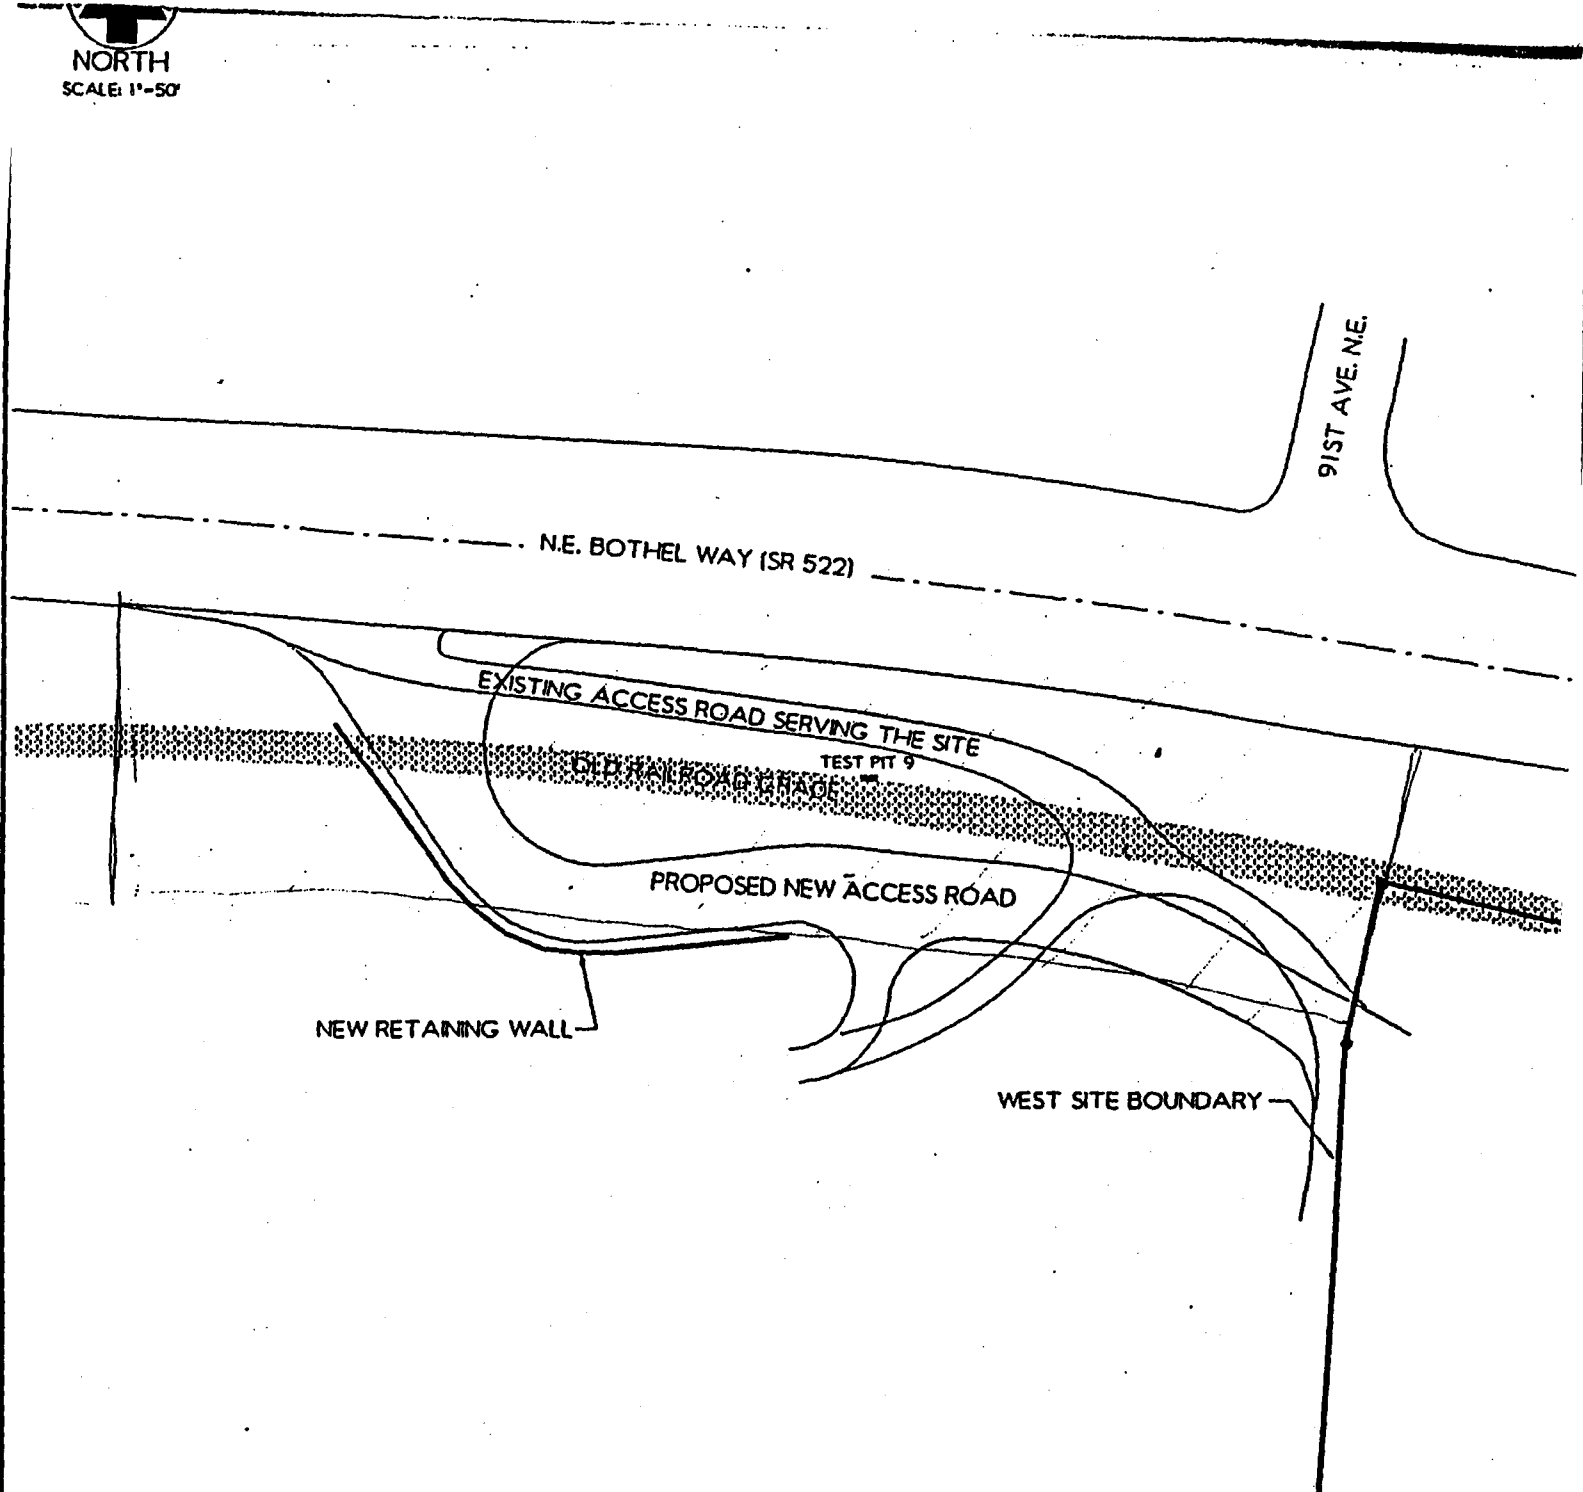 NORTH
SCALE: 1"-50'
91ST AVE. N.E.
N.E. BOTHEL WAY (SR 522)
EXISTING ACCESS ROAD SERVING THE SITE
TEST PIT 9
OLD RAILROAD GRADE
PROPOSED NEW ACCESS ROAD
NEW RETAINING WALL
WEST SITE BOUNDARY